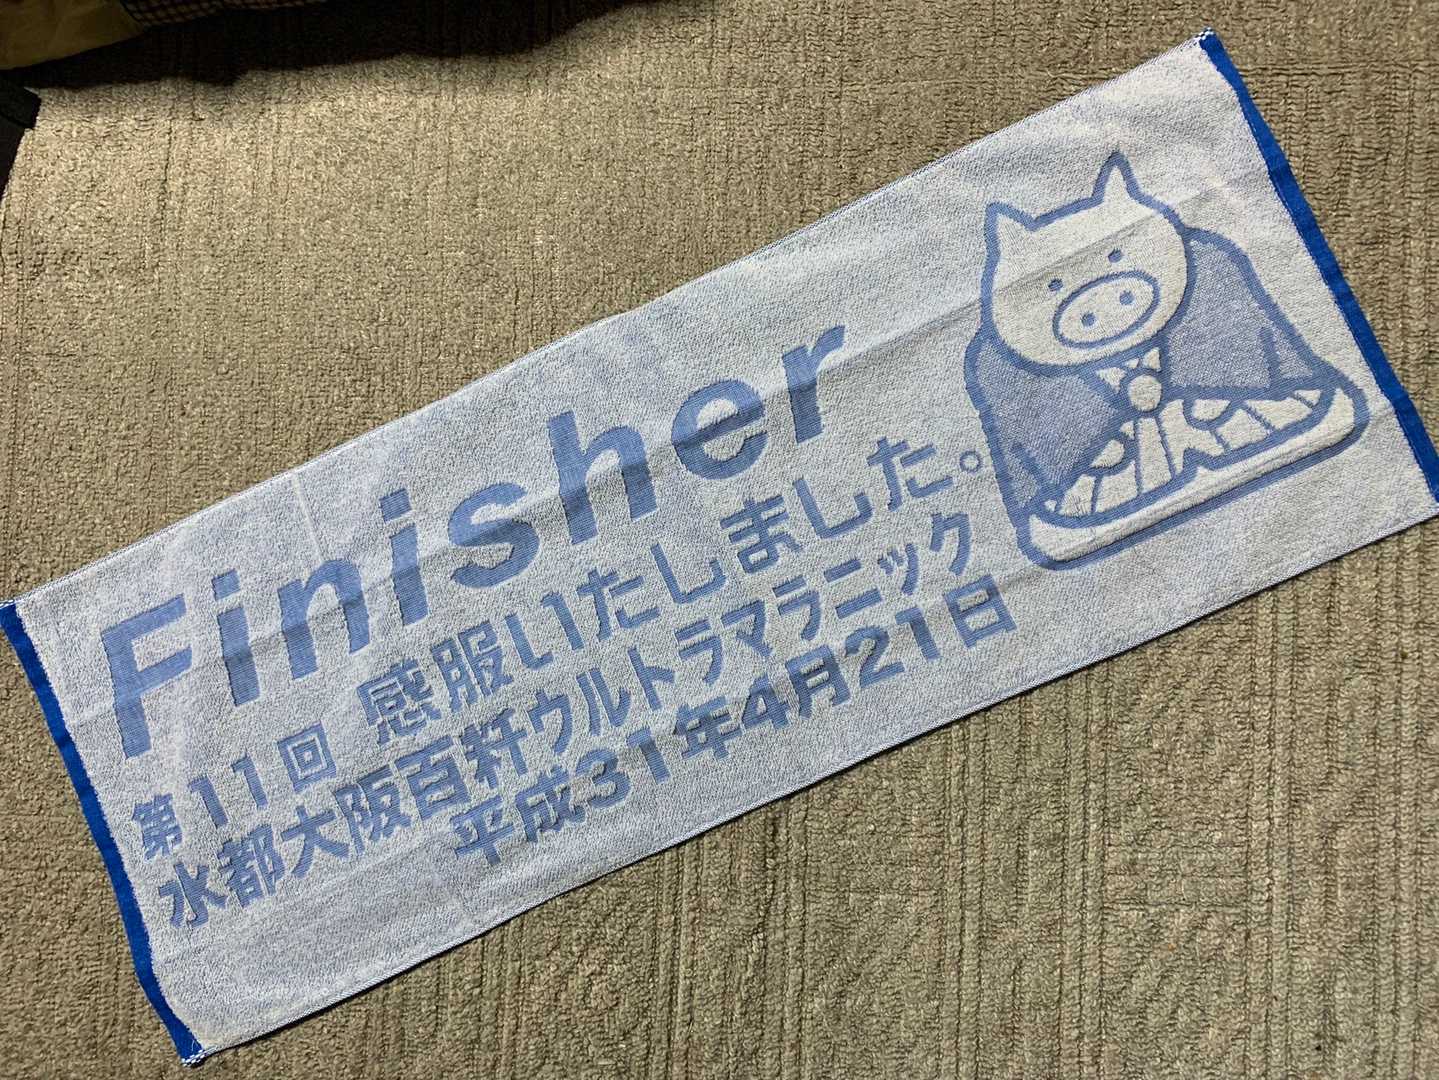 Finisher
感服いたしました。
第11回
水都大阪百粁ウルトラマラニック
平成31年4月21日